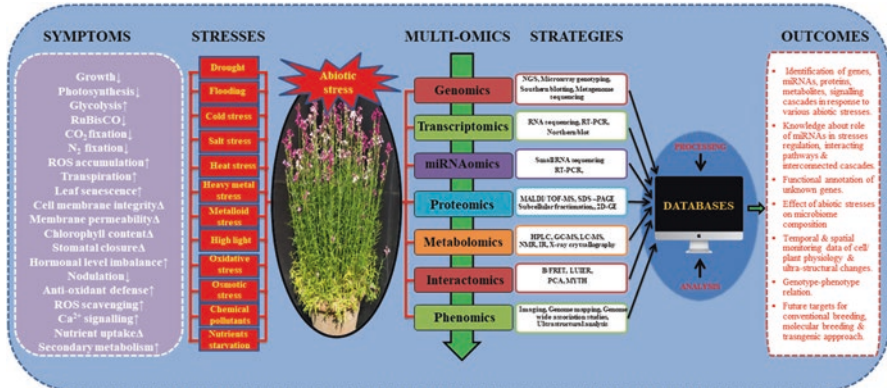 SYMPTOMS
Growth↓
Photosynthesis↓
Glycolysis↑
RuBisCO↓
CO₂ fixation↓
N₂ fixation↓
ROS accumulation↑
Transpiration↑
Leaf senescence↑
Cell membrane integrity∆
Membrane permeability∆
Chlorophyll content∆
Stomatal closure∆
Hormonal level imbalance↑
Nodulation↓
Anti-oxidant defense↑
ROS scavenging↑
Ca²⁺ signalling↑
Nutrient uptake∆
Secondary metabolism↑
STRESSES
Drought
Flooding
Cold stress
Salt stress
Heat stress
Heavy metal
stress
Metalloid
stress
High light
Oxidative
stress
Osmotic
stress
Chemical
pollutants
Nutrients
starvation
Abiotic
stress
MULTI-OMICS
Genomics
Transcriptomics
miRNAomics
Proteomics
Metabolomics
Interactomics
Phenomics
STRATEGIES
NGS, Microarray genotyping,
Southern blotting, Metagenome
sequencing
RNA sequencing, RT-PCR,
Northern blot
SmallRNA sequencing
RT-PCR,
MALDI/ TOF-MS, SDS –PAGE
Subcellular fractionation, 2D-GE
HPLC, GC-MS, LC-MS,
NMR, IR, X-ray crystallography
LUIER,
PCA, MYTH
Imaging, Genome mapping, Genome
wide association studies,
Ultrastructural analysis
PROCESSING
DATABASES
ANALYSIS
OUTCOMES
• Identification of genes,
miRNAs, proteins,
metabolites, signalling
cascades in response to
various abiotic stresses.
• Knowledge about role
of miRNAs in stresses
regulation, interacting
pathways &
interconnected cascades.
• Functional annotation of
unknown genes.
• Effect of abiotic stresses
on microbiome
composition
• Temporal & spatial
monitoring data of cell/
plant physiology &
ultra-structural changes.
• Genotype-phenotype
relation.
• Future targets for
conventional breeding,
molecular breeding &
transgenic approach.